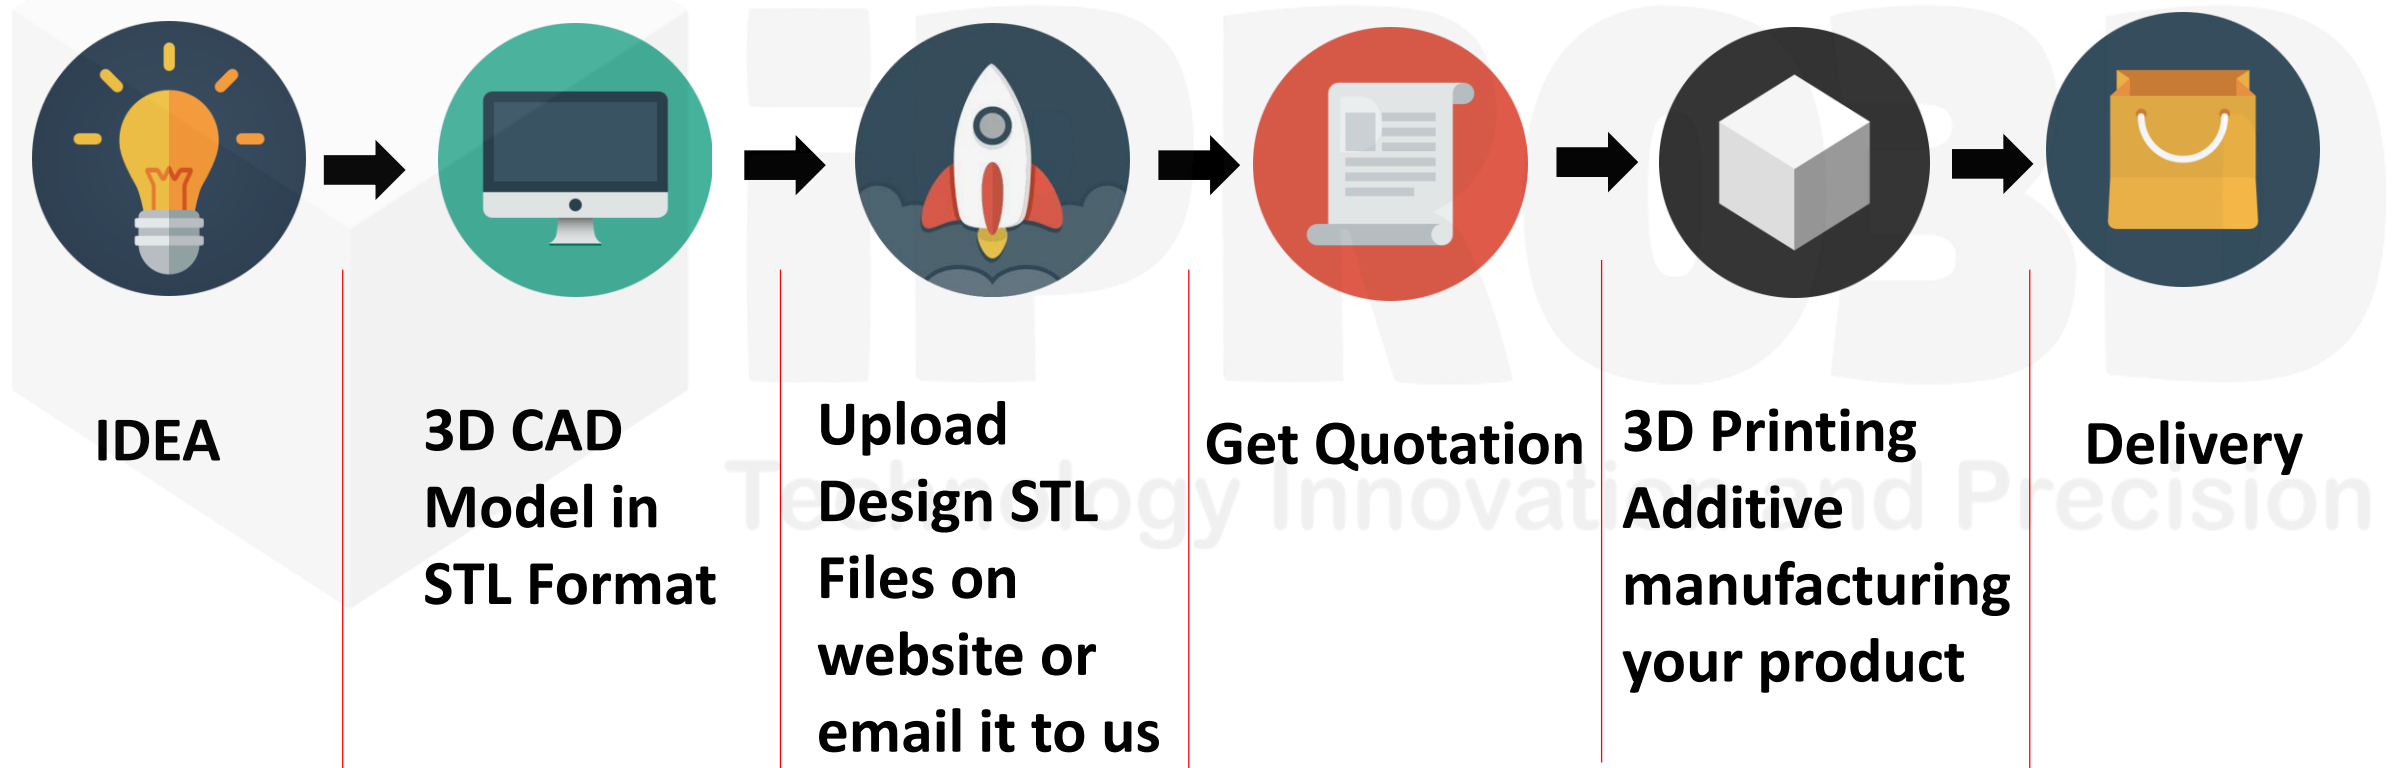 iPRO3D
Technology Innovation and Precision
IDEA
3D CAD
Model in
STL Format
Upload
Design STL
Files on
website or
email it to us
Get Quotation
3D Printing
Additive
manufacturing
your product
Delivery